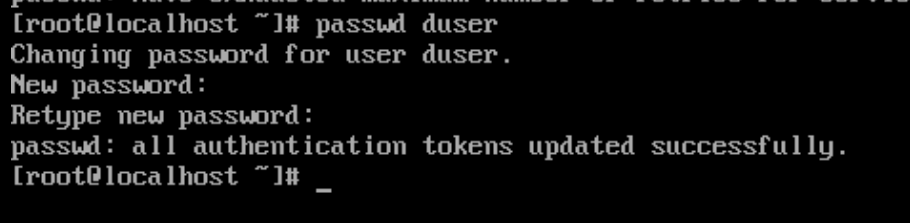 [root@localhost ~]# passwd duser
Changing password for user duser.
New password:
Retype new password:
passwd: all authentication tokens updated successfully.
[root@localhost ~]# _